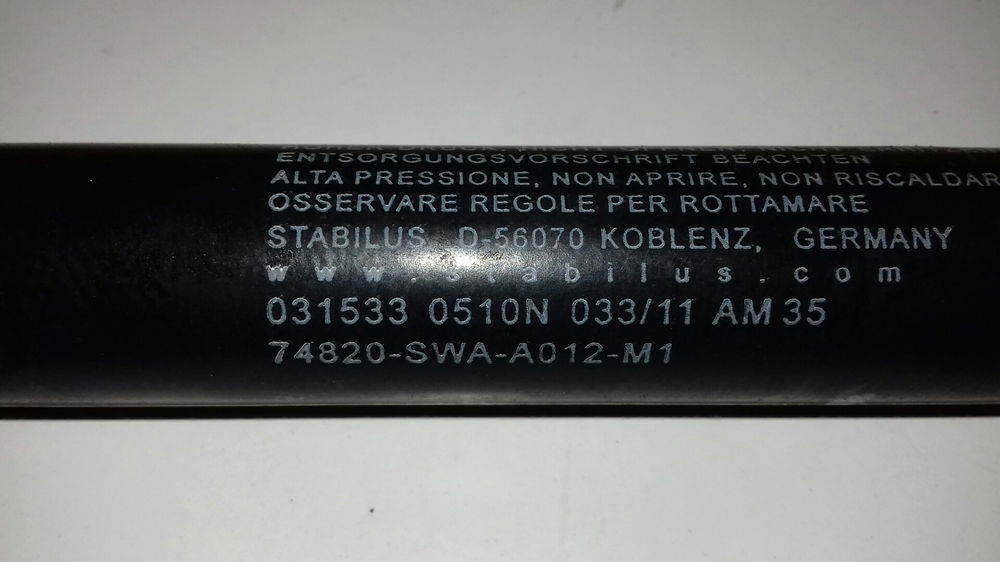 ENTSORGUNGSVORSCHRIFT BEACHTEN
ALTA PRESSIONE, NON APRIRE, NON RISCALDAR
OSSERVARE REGOLE PER ROTTAMARE
STABILUS D-56070 KOBLENZ, GERMANY
www.stabilus.com
031533 0510N 033/11 AM 35
74820-SWA-A012-M1